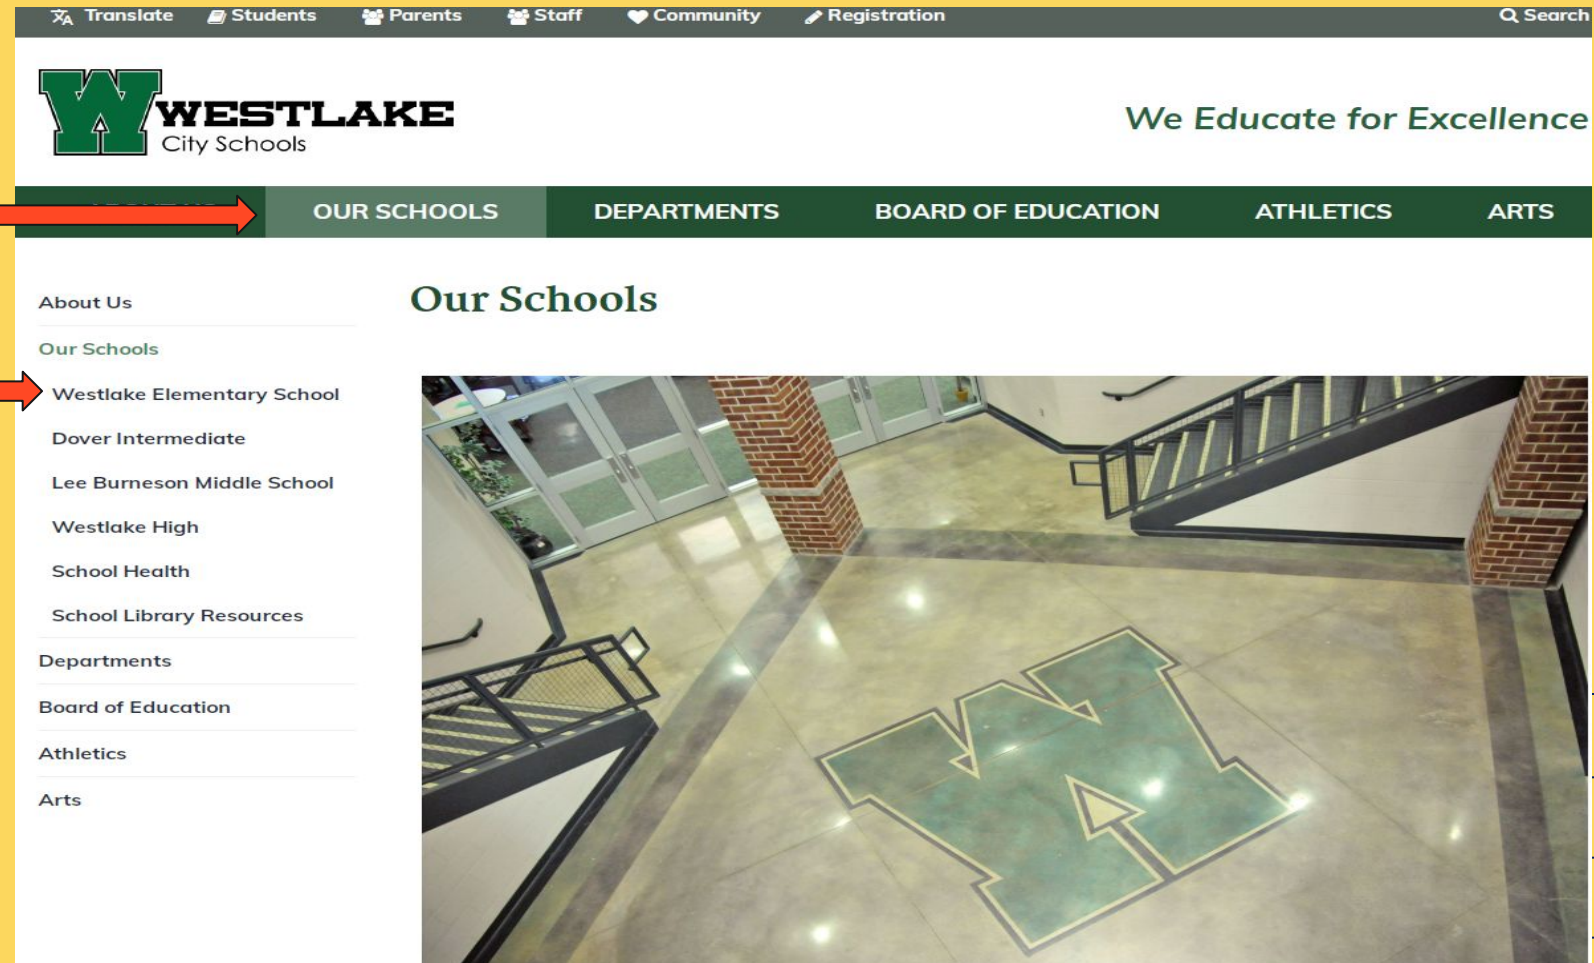 Translate Students Parents Staff Community Registration Search
WESTLAKE
City Schools
We Educate for Excellence
OUR SCHOOLS DEPARTMENTS BOARD OF EDUCATION ATHLETICS ARTS
Our Schools
About Us
Our Schools
Westlake Elementary School
Dover Intermediate
Lee Burneson Middle School
Westlake High
School Health
School Library Resources
Departments
Board of Education
Athletics
Arts